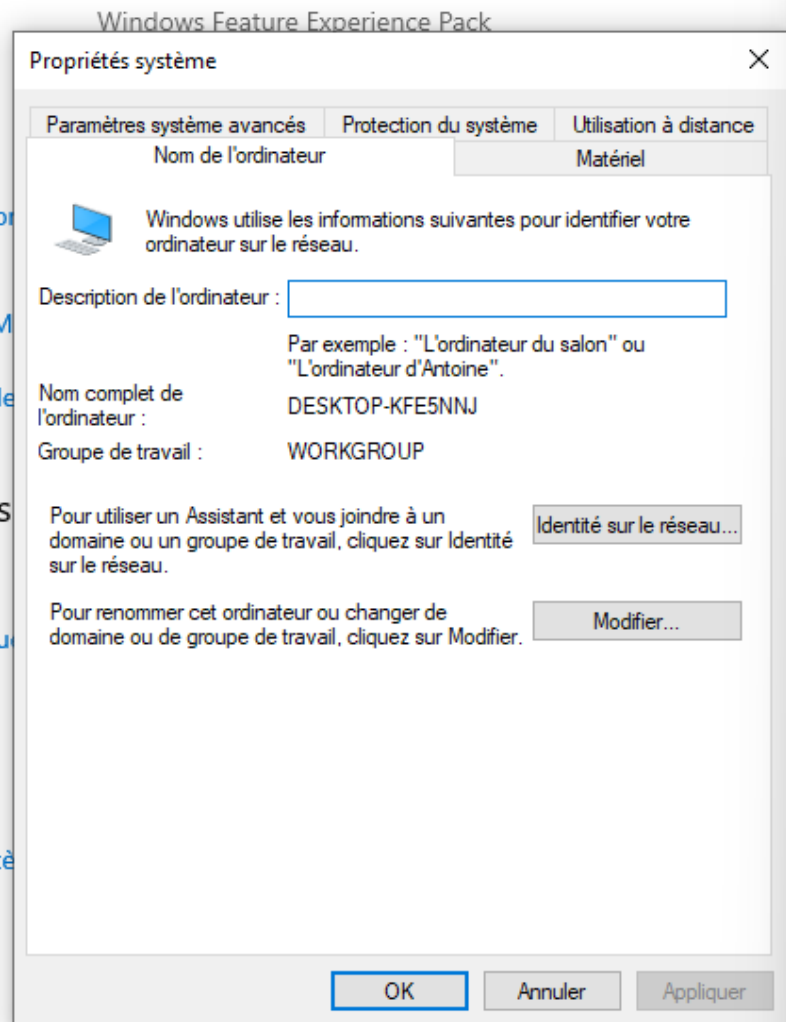 Windows Feature Experience Pack
Propriétés système
Paramètres système avancés
Protection du système
Utilisation à distance
Nom de l'ordinateur
Matériel
Windows utilise les informations suivantes pour identifier votre
ordinateur sur le réseau.
Description de l'ordinateur :
Par exemple : "L'ordinateur du salon" ou
"L'ordinateur d'Antoine".
Nom complet de
l'ordinateur :
DESKTOP-KFE5NNJ
Groupe de travail :
WORKGROUP
Pour utiliser un Assistant et vous joindre à un
domaine ou un groupe de travail, cliquez sur Identité
sur le réseau.
Identité sur le réseau...
Pour renommer cet ordinateur ou changer de
domaine ou de groupe de travail, cliquez sur Modifier.
Modifier...
OK
Annuler
Appliquer